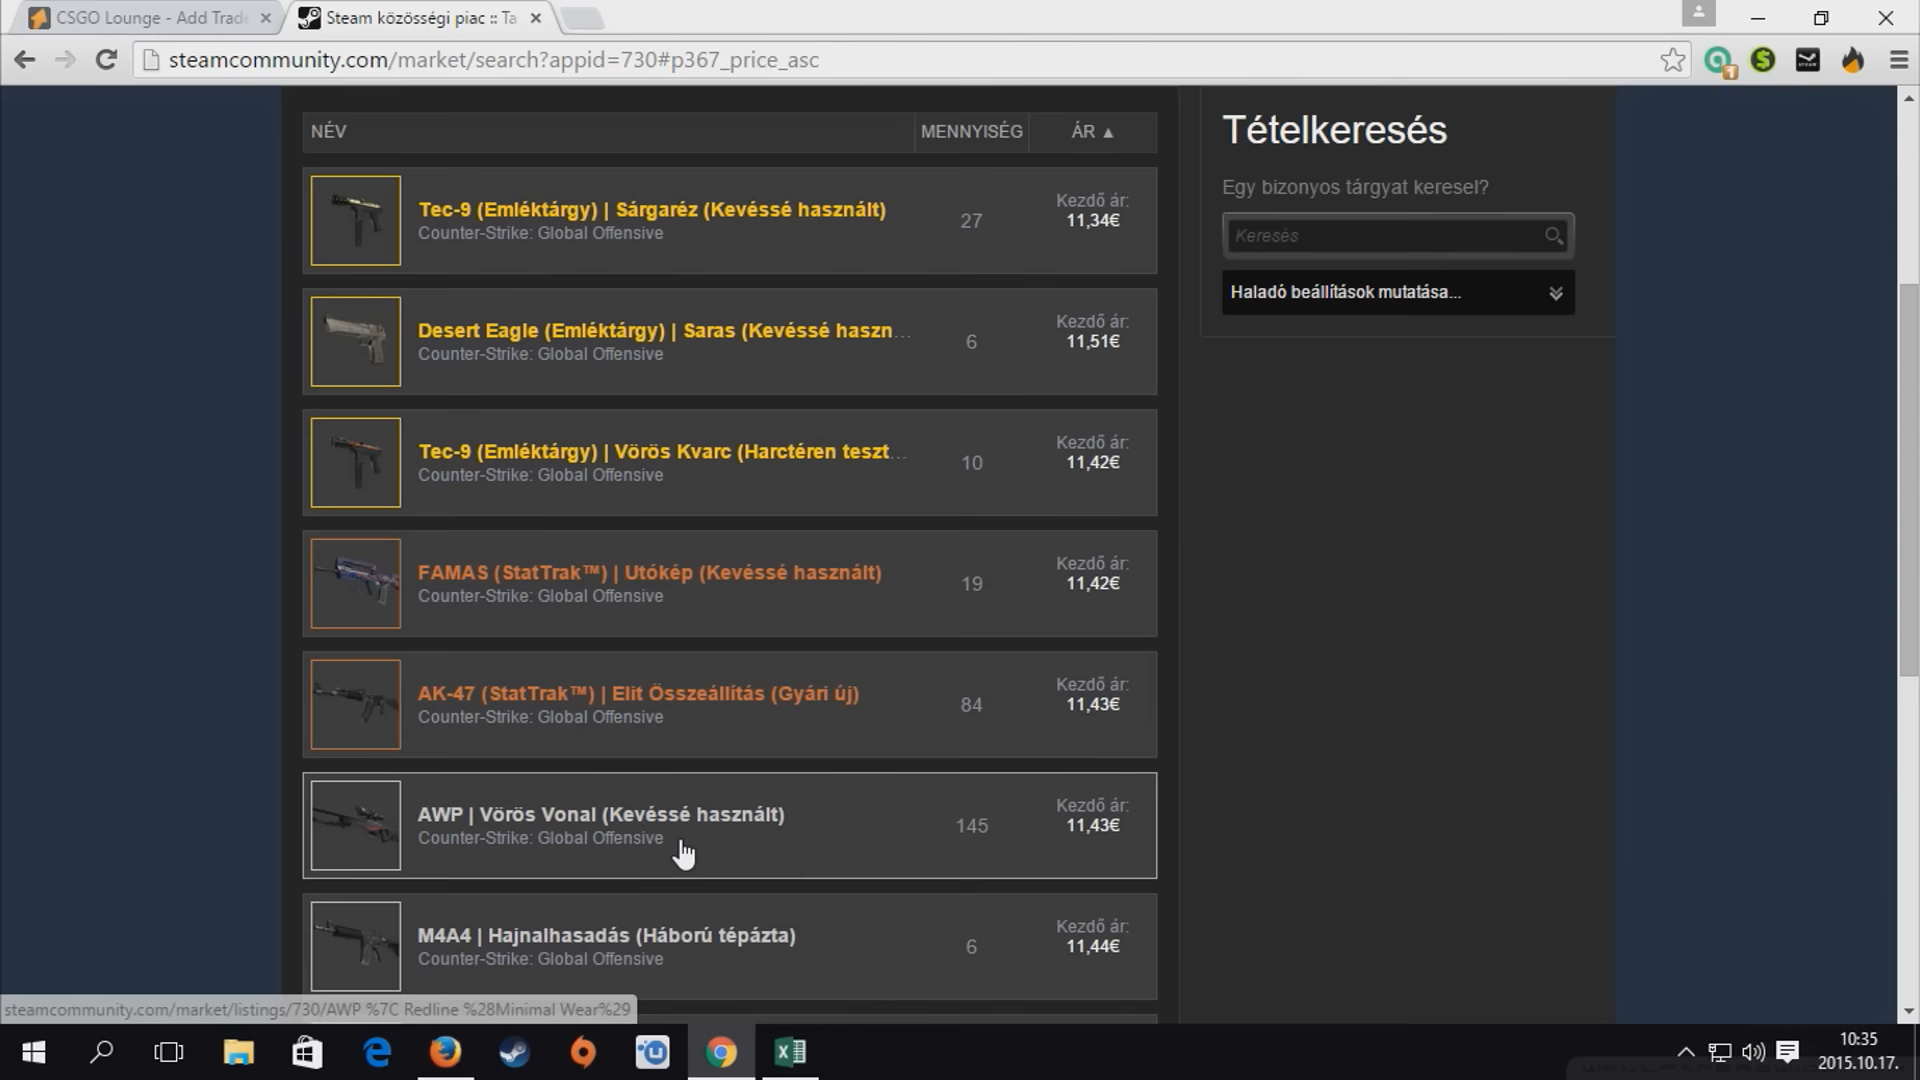 CSGO Lounge - Add Trade
Steam közösségi piac :: Ta
steamcommunity.com/market/search?appid=730#p367_price_asc
NÉV
MENNYISÉG
ÁR ▲
Tec-9 (Emléktárgy) | Sárgaréz (Kevéssé használt)
Counter-Strike: Global Offensive
27
Kezdő ár:
11,34€
Desert Eagle (Emléktárgy) | Saras (Kevéssé haszn...
Counter-Strike: Global Offensive
6
Kezdő ár:
11,51€
Tec-9 (Emléktárgy) | Vörös Kvarc (Harctéren teszt...
Counter-Strike: Global Offensive
10
Kezdő ár:
11,42€
FAMAS (StatTrak™) | Utókép (Kevéssé használt)
Counter-Strike: Global Offensive
19
Kezdő ár:
11,42€
AK-47 (StatTrak™) | Elit Összeállítás (Gyári új)
Counter-Strike: Global Offensive
84
Kezdő ár:
11,43€
AWP | Vörös Vonal (Kevéssé használt)
Counter-Strike: Global Offensive
145
Kezdő ár:
11,43€
M4A4 | Hajnalhasadás (Háború tépázta)
Counter-Strike: Global Offensive
6
Kezdő ár:
11,44€
Tételkeresés
Egy bizonyos tárgyat keresel?
Keresés
Haladó beállítások mutatása...
steamcommunity.com/market/listings/730/AWP %7C Redline %28Minimal Wear%29
10:35
2015.10.17.